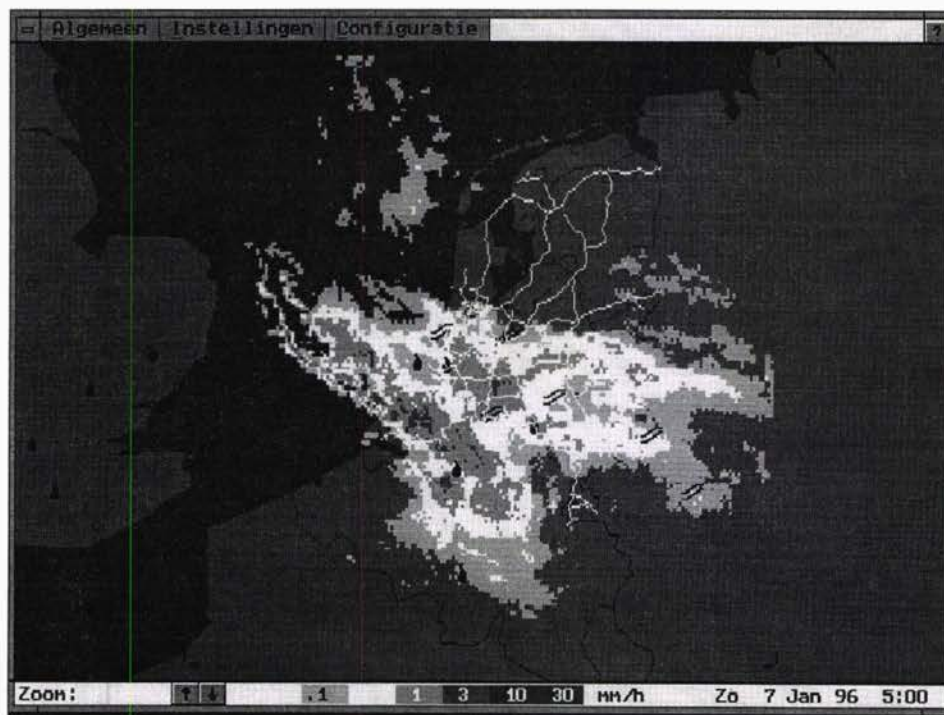 Algemeen Instellingen Configuratie ?
Zoom: ↑ ↓ .1 1 3 10 30 mm/h Zo 7 Jan 96 5:00